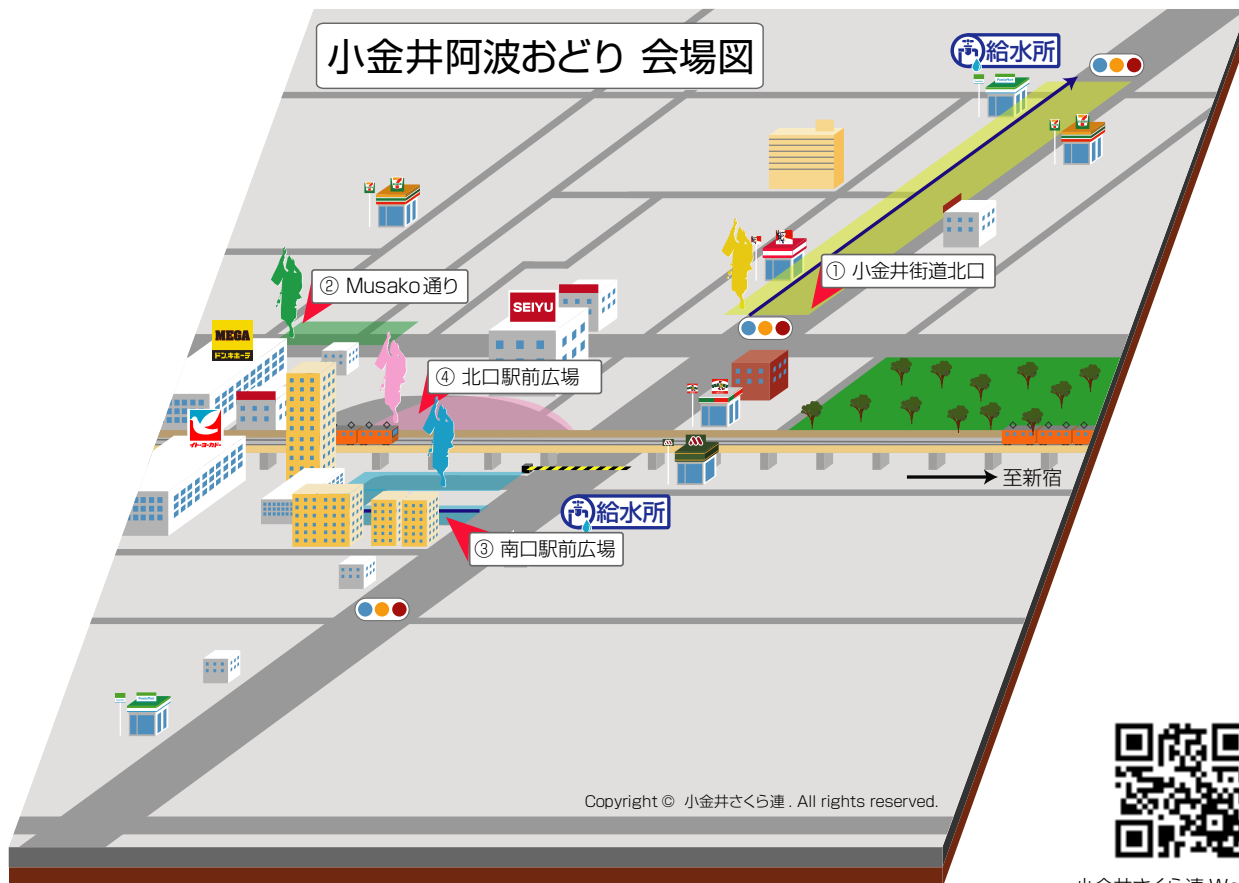 小金井阿波おどり 会場図
給水所
① 小金井街道北口
② Musako通り
SEIYU
MEGA
ドン.キホーテ
④ 北口駅前広場
イトーヨーカドー
至新宿
給水所
③ 南口駅前広場
Copyright © 小金井さくら連 . All rights reserved.